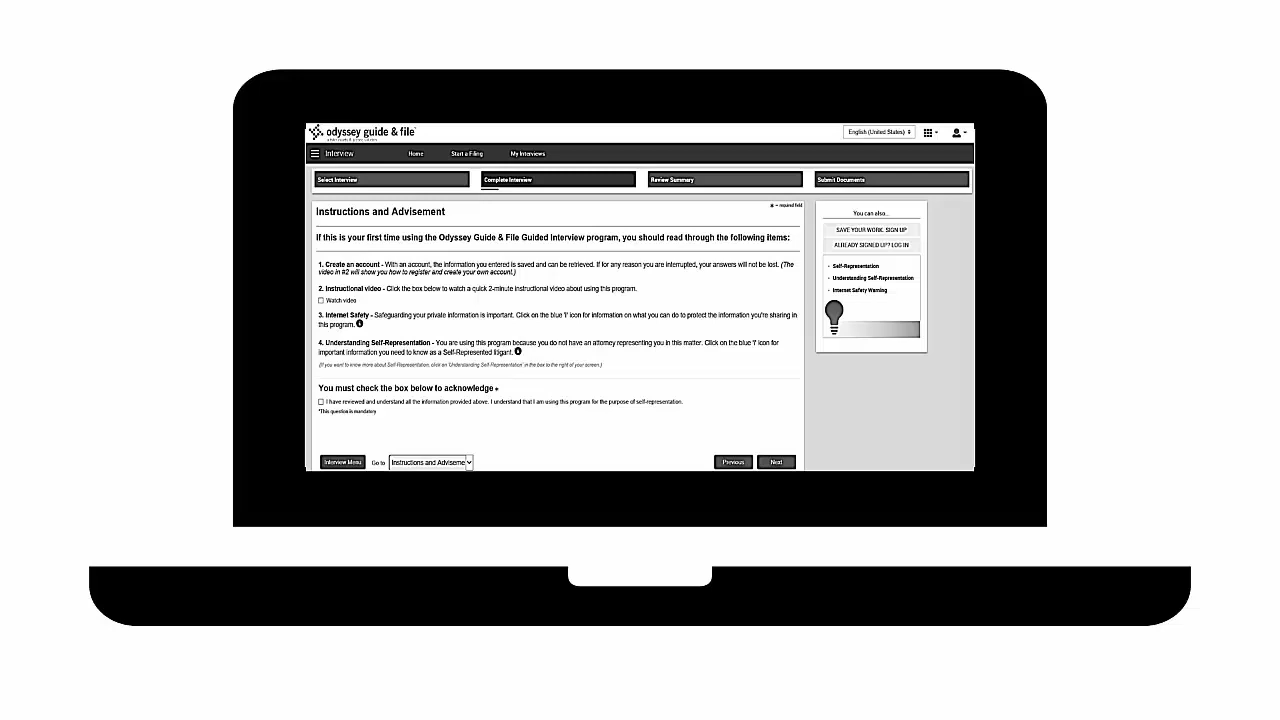 odyssey guide & file
English (United States)
Interview
Home
Start a Filing
My Interviews
Select Interview
Complete Interview
Review Summary
Submit Documents
Instructions and Advisement
* = required field
If this is your first time using the Odyssey Guide & File Guided Interview program, you should read through the following items:
1. Create an account - With an account, the information you entered is saved and can be retrieved. If for any reason you are interrupted, your answers will not be lost. (The
video in #2 will show you how to register and create your own account.)
2. Instructional video - Click the box below to watch a quick 2-minute instructional video about using this program.
Watch video
3. Internet Safety - Safeguarding your private information is important. Click on the blue 'i' icon for information on what you can do to protect the information you're sharing in
this program.
4. Understanding Self-Representation - You are using this program because you do not have an attorney representing you in this matter. Click on the blue 'i' icon for
important information you need to know as a Self-Represented litigant.
(If you want to know more about Self-Representation, click on 'Understanding Self-Representation' in the box to the right of your screen.)
You must check the box below to acknowledge *
I have reviewed and understand all the information provided above. I understand that I am using this program for the purpose of self-representation.
*This question is mandatory
Interview Menu
Go to
Instructions and Adviseme
Previous
Next
You can also...
SAVE YOUR WORK. SIGN UP
ALREADY SIGNED UP? LOG IN
Self-Representation
Understanding Self-Representation
Internet Safety Warning